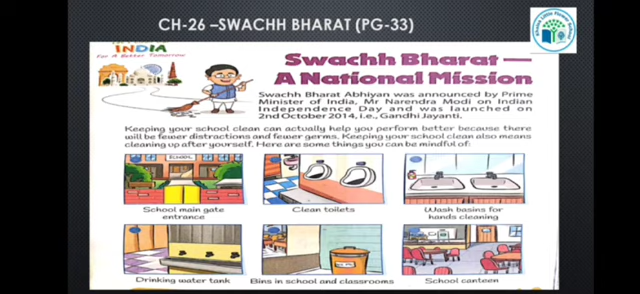 CH-26 –SWACHH BHARAT (PG-33)
INDIA
For A Better Tomorrow
Swachh Bharat —
A National Mission
Swachh Bharat Abhiyan was announced by Prime
Minister of India, Mr Narendra Modi on Indian
Independence Day and was launched on
2nd October 2014, i.e., Gandhi Jayanti.
Keeping your school clean can actually help you perform better because there
will be fewer distractions and fewer germs. Keeping your school clean also means
cleaning up after yourself. Here are some things you can be mindful of:
SCHOOL
School main gate
entrance
Clean toilets
Wash basins for
hands cleaning
Drinking water tank
Bins in school and classrooms
School canteen